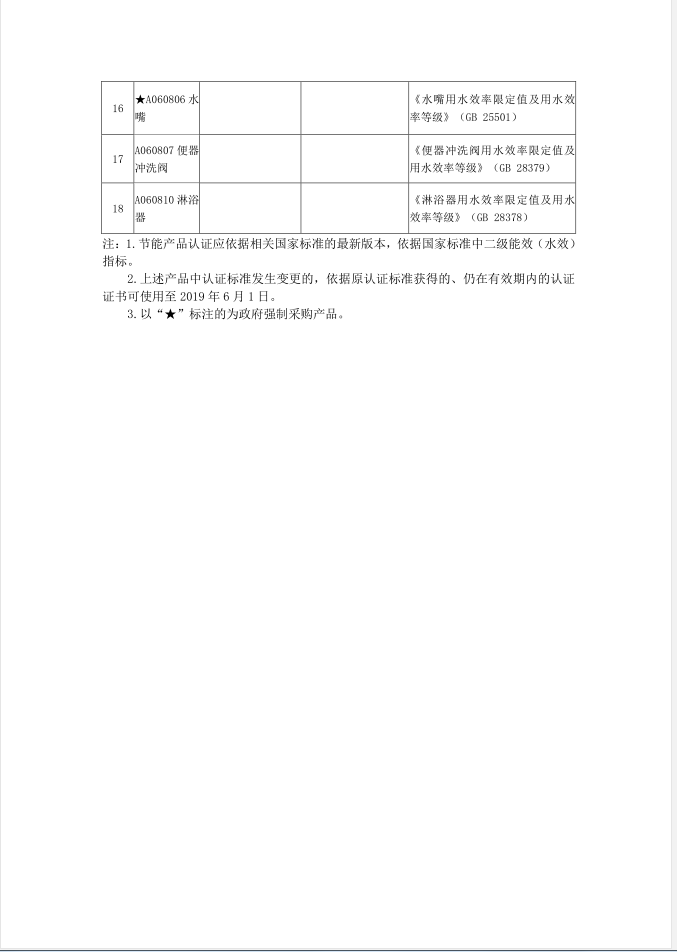 16
★A060806 水
嘴
《水嘴用水效率限定值及用水效
率等级》（GB 25501）
17
A060807 便器
冲洗阀
《便器冲洗阀用水效率限定值及
用水效率等级》（GB 28379）
18
A060810 淋浴
器
《淋浴器用水效率限定值及用水
效率等级》（GB 28378）
注：1.节能产品认证应依据相关国家标准的最新版本，依据国家标准中二级能效（水效）
指标。
2.上述产品中认证标准发生变更的，依据原认证标准获得的、仍在有效期内的认证
证书可使用至 2019 年 6 月 1 日。
3.以“★”标注的为政府强制采购产品。